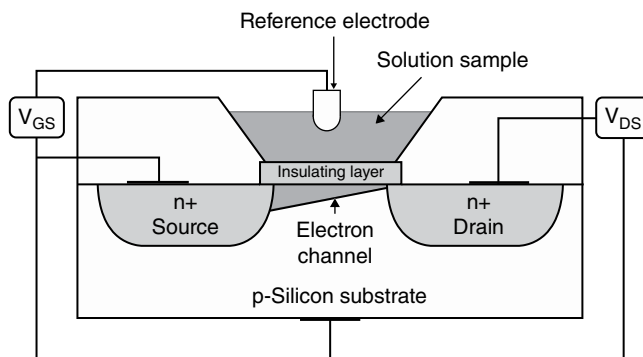 Reference electrode
Solution sample
V_GS
V_DS
Insulating layer
n+
Source
n+
Drain
Electron
channel
p-Silicon substrate